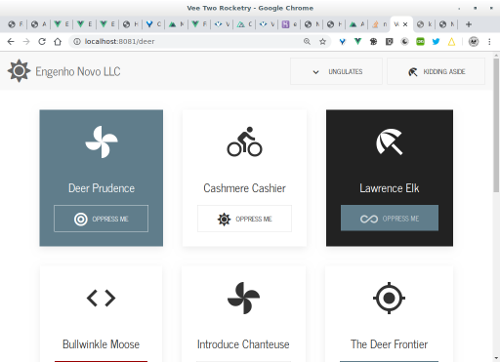 Vee Two Rocketry - Google Chrome
localhost:8081/deer
Engenho Novo LLC
UNGULATES
KIDDING ASIDE
Deer Prudence
Cashmere Cashier
Lawrence Elk
OPPRESS ME
OPPRESS ME
OPPRESS ME
Bullwinkle Moose
Introduce Chanteuse
The Deer Frontier